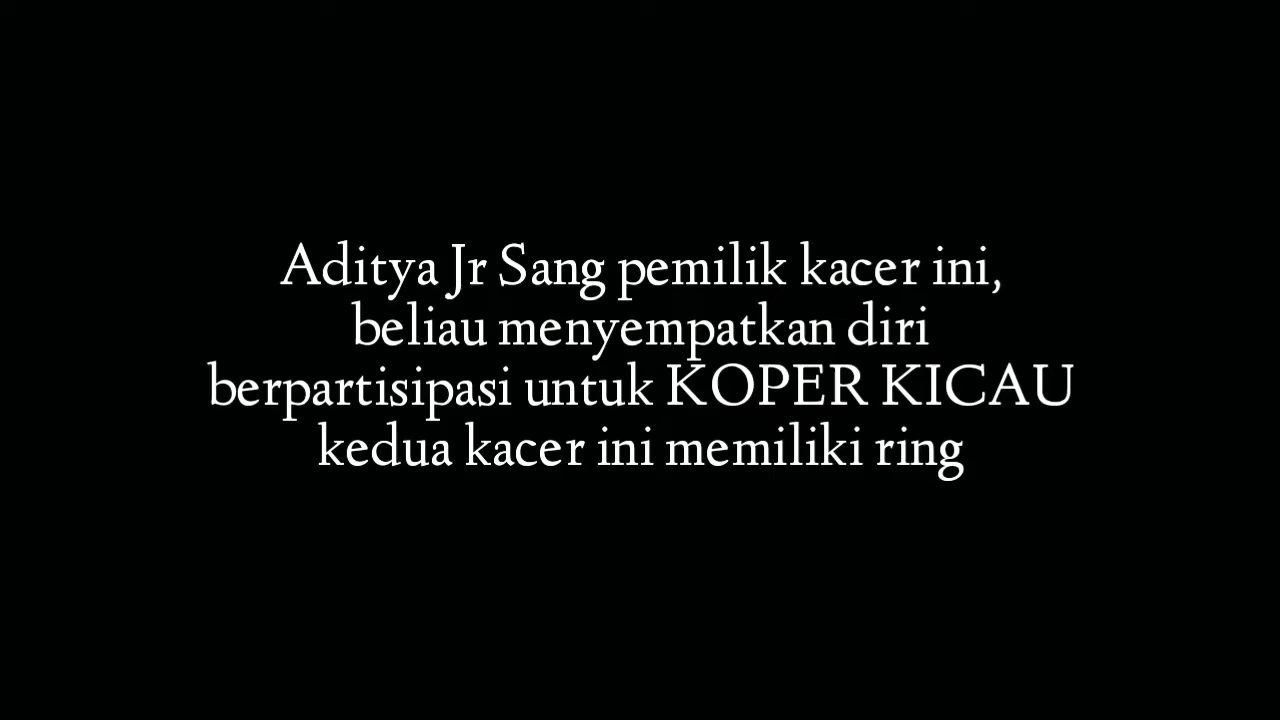 Aditya Jr Sang pemilik kacer ini,
beliau menyempatkan diri
berpartisipasi untuk KOPER KICAU
kedua kacer ini memiliki ring